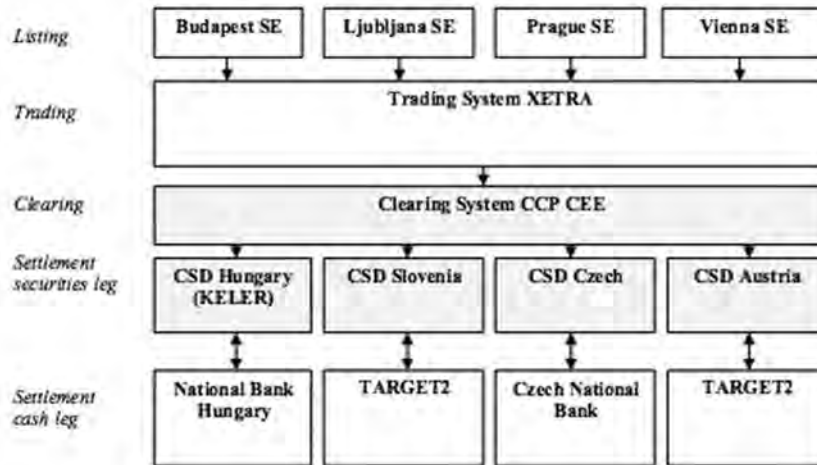 Listing
Budapest SE
Ljubljana SE
Prague SE
Vienna SE
Trading
Trading System XETRA
Clearing
Clearing System CCP CEE
Settlement
securities leg
CSD Hungary
(KELER)
CSD Slovenia
CSD Czech
CSD Austria
Settlement
cash leg
National Bank
Hungary
TARGET2
Czech National
Bank
TARGET2